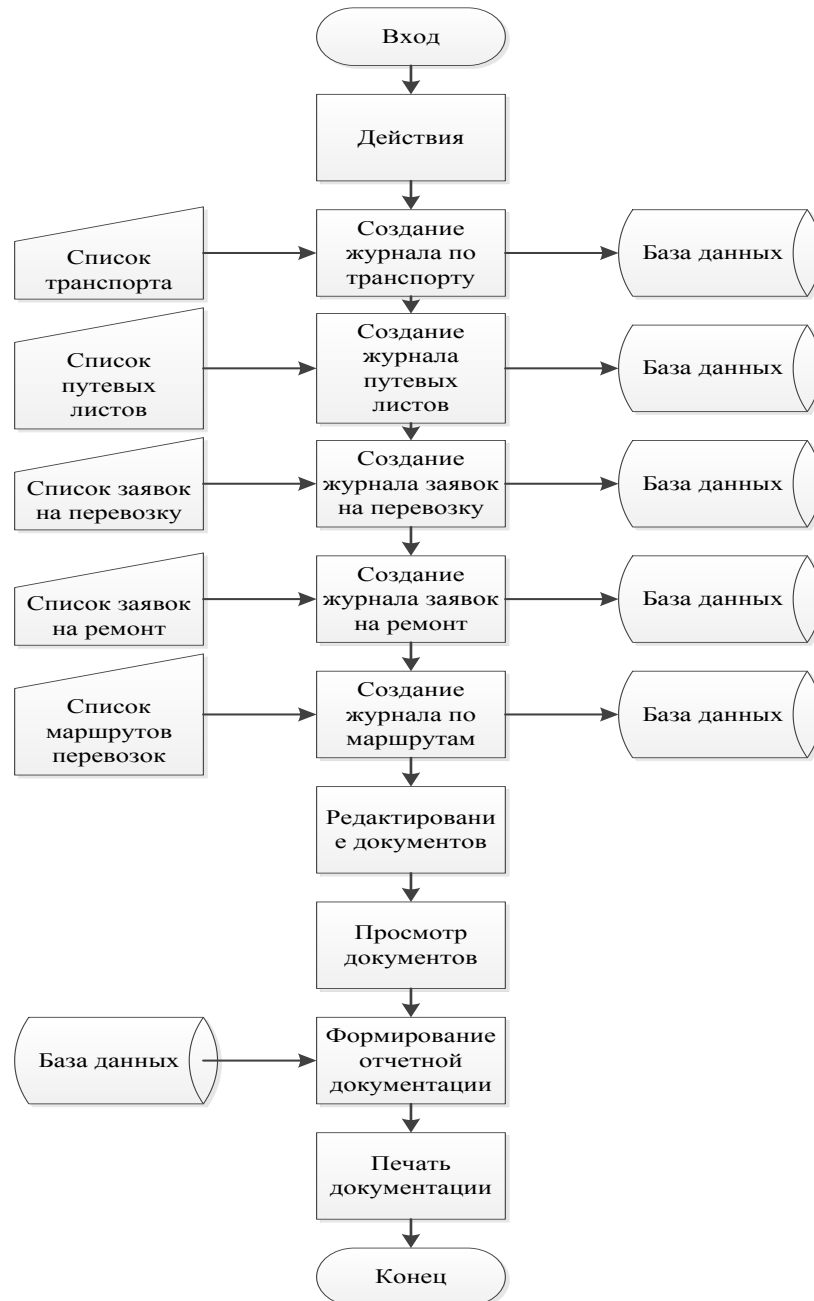 Вход
Действия
Список
транспорта
Создание
журнала по
транспорту
База данных
Список
путевых
листов
Создание
журнала
путевых
листов
База данных
Список заявок
на перевозку
Создание
журнала заявок
на перевозку
База данных
Список заявок
на ремонт
Создание
журнала заявок
на ремонт
База данных
Список
маршрутов
перевозок
Создание
журнала по
маршрутам
База данных
Редактировани
е документов
Просмотр
документов
База данных
Формирование
отчетной
документации
Печать
документации
Конец